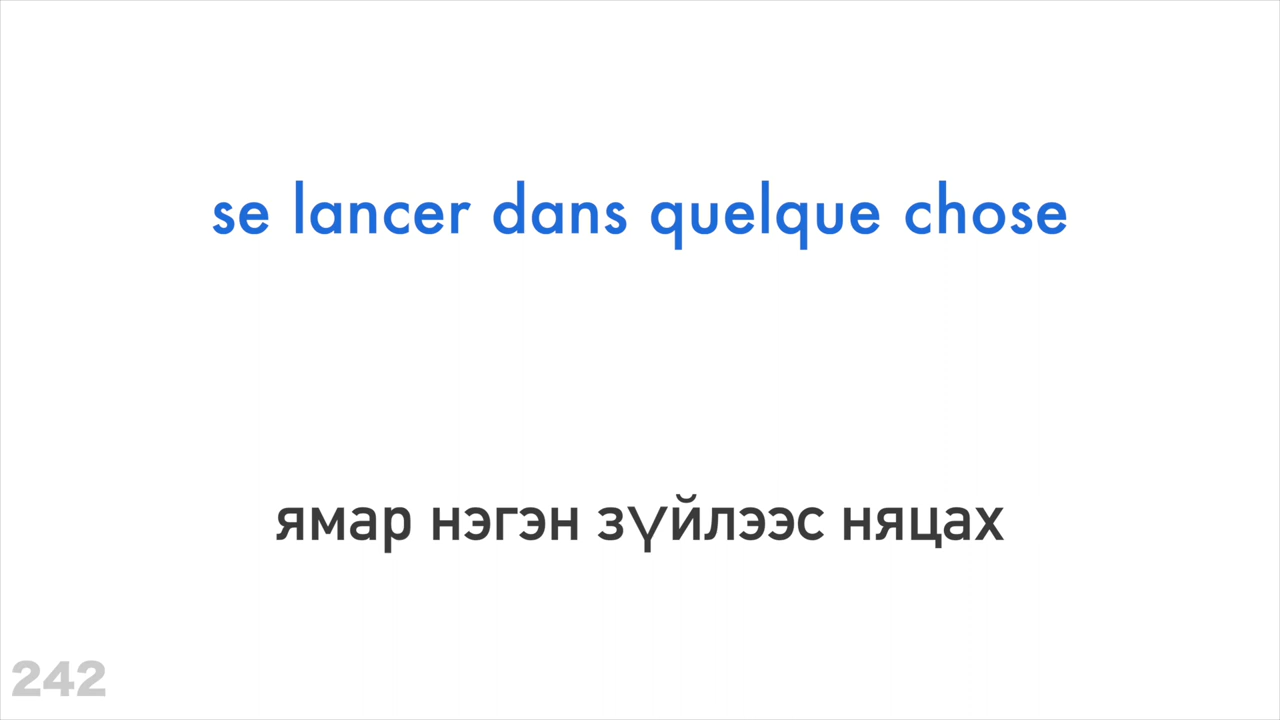 se lancer dans quelque chose
ямар нэгэн зүйлээс няцах
242